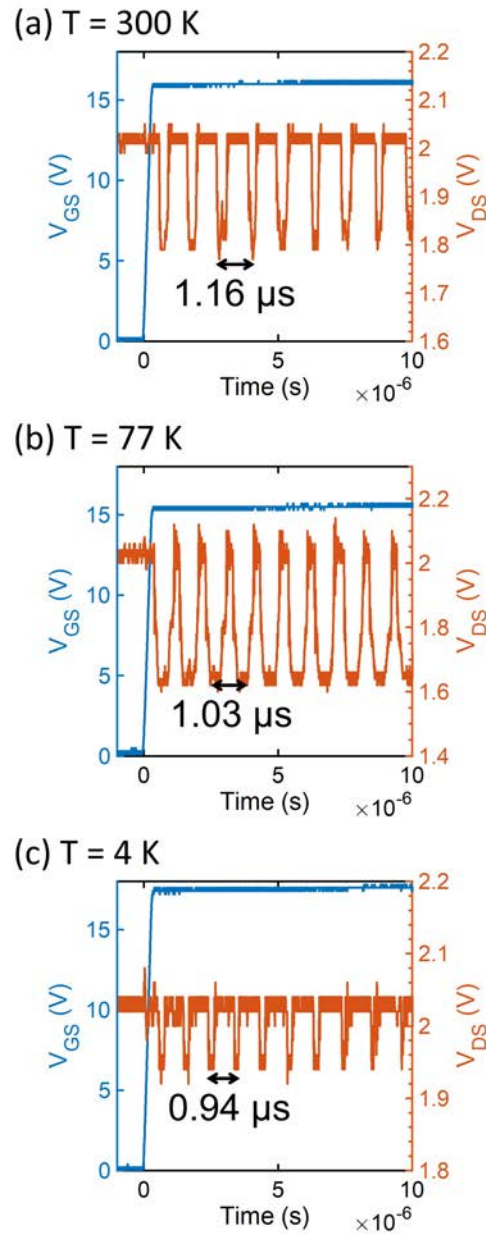 (a) T = 300 K
15
10
5
0
V_GS (V)
2.2
2.1
2
1.9
1.8
1.7
1.6
V_DS (V)
1.16 μs
0 5 10
Time (s) ×10⁻⁶
(b) T = 77 K
15
10
5
0
V_GS (V)
2.2
2
1.8
1.6
1.4
V_DS (V)
1.03 μs
0 5 10
Time (s) ×10⁻⁶
(c) T = 4 K
15
10
5
0
V_GS (V)
2.2
2.1
2
1.9
1.8
V_DS (V)
0.94 μs
0 5 10
Time (s) ×10⁻⁶